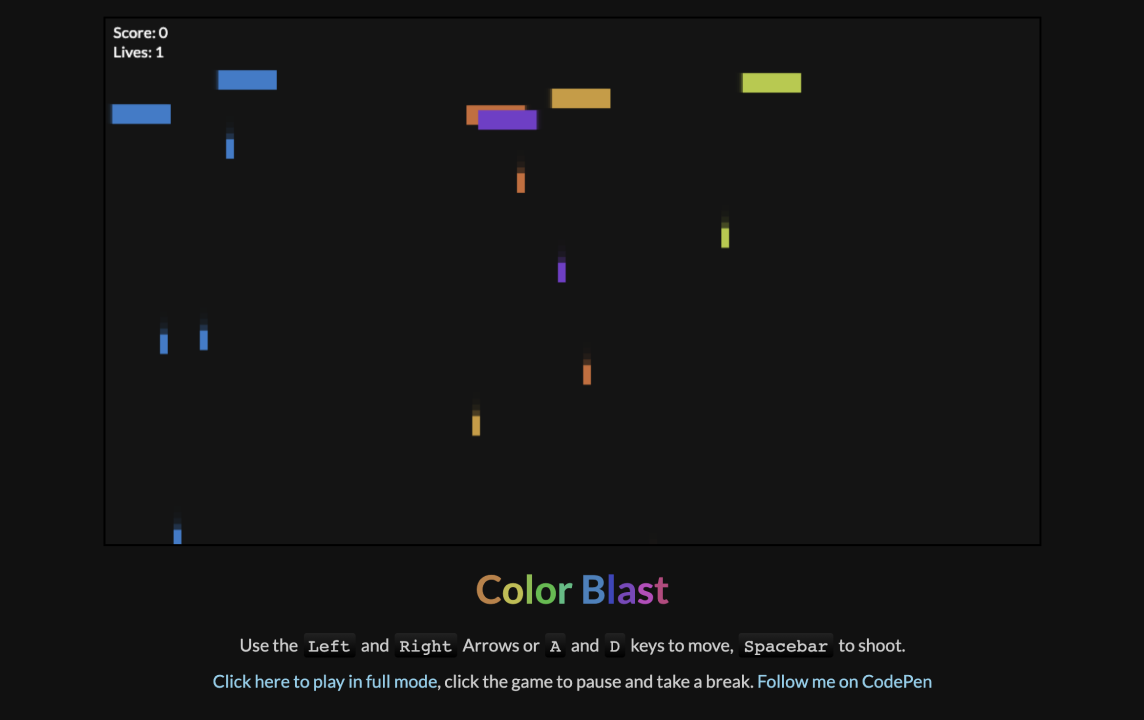 Score: 0
Lives: 1
Color Blast
Use the Left and Right Arrows or A and D keys to move, Spacebar to shoot.
Click here to play in full mode, click the game to pause and take a break. Follow me on CodePen